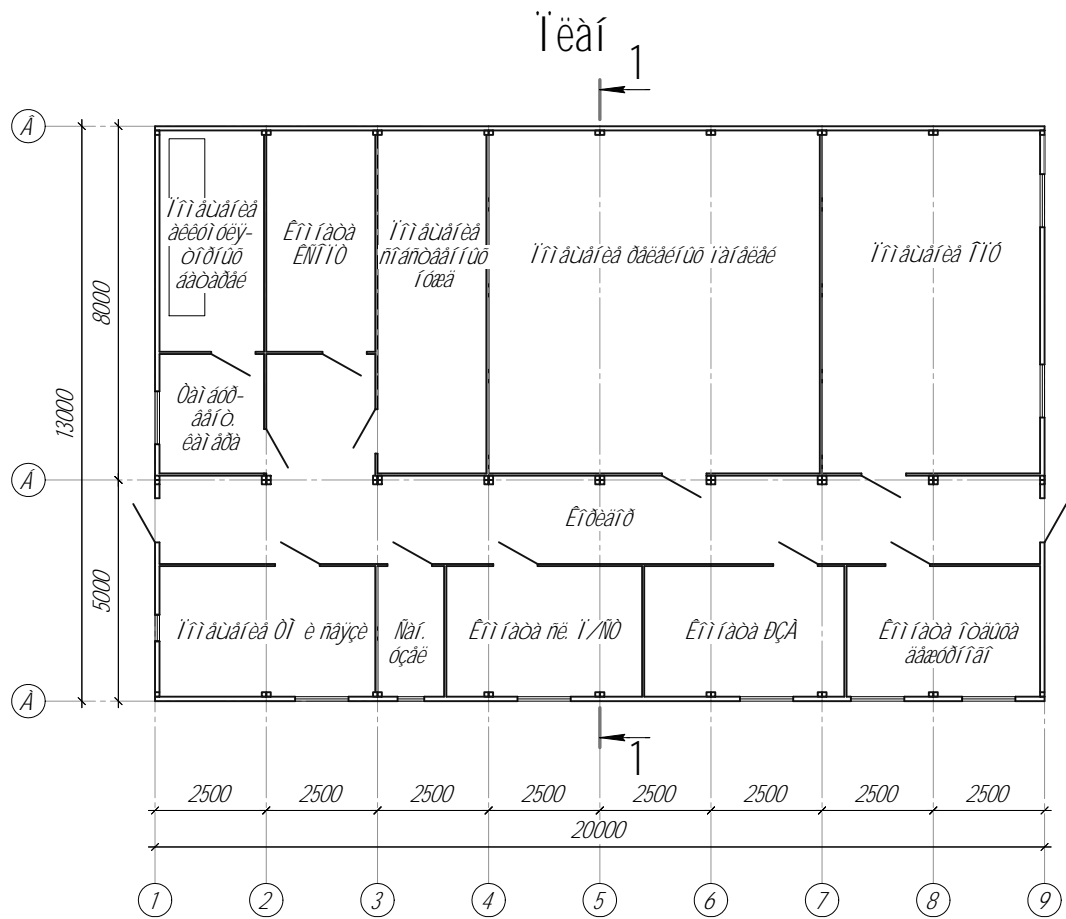 Ïëàí
1
Â
Ïîìåùåíèå
àêêóìóëÿ-
òîðíûõ
áàòàðåé
Êîìíàòà
Ïîìåùåíèå
ñîáñòâåííûõ
íóæä
Ïîìåùåíèå ðåëåéíûõ ïàíåëåé
Ïîìåùåíèå ÎÏÓ
8000
13000
Òàìáóð-
âåíò.
êàìåðà
Á
Êîðèäîð
5000
Ïîìåùåíèå ÒÌ è ñâÿçè
Ñàí.
óçåë
Êîìíàòà ñë. Ï/ÑÒ
Êîìíàòà ÐÇÀ
Êîìíàòà îòäûõà
äåæóðíîãî
À
1
2500 2500 2500 2500 2500 2500 2500 2500
20000
1 2 3 4 5 6 7 8 9